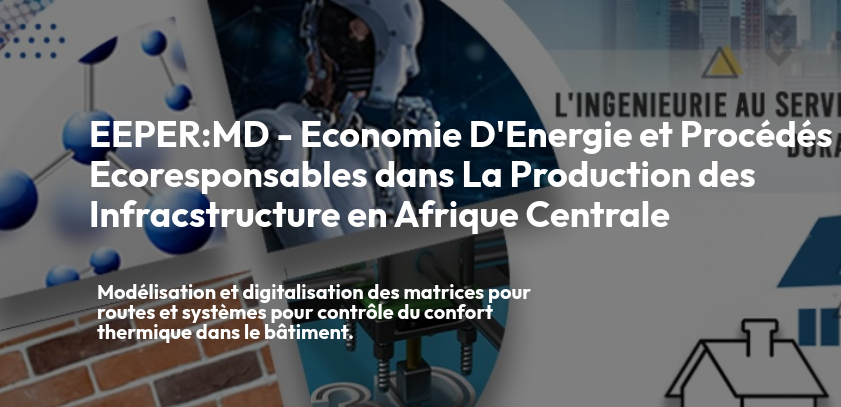 L'INGENIEURIE AU
EEPER:MD - Economie D'Energie et Procédés
Ecoresponsables dans La Production des
Infracstructure en Afrique Centrale
Modélisation et digitalisation des matrices pour
routes et systèmes pour contrôle du confort
thermique dans le bâtiment.